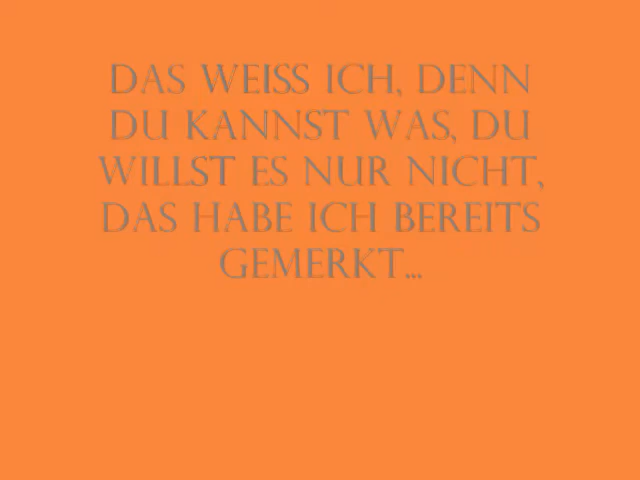 DAS WEISS ICH, DENN
DU KANNST WAS, DU
WILLST ES NUR NICHT,
DAS HABE ICH BEREITS
GEMERKT...